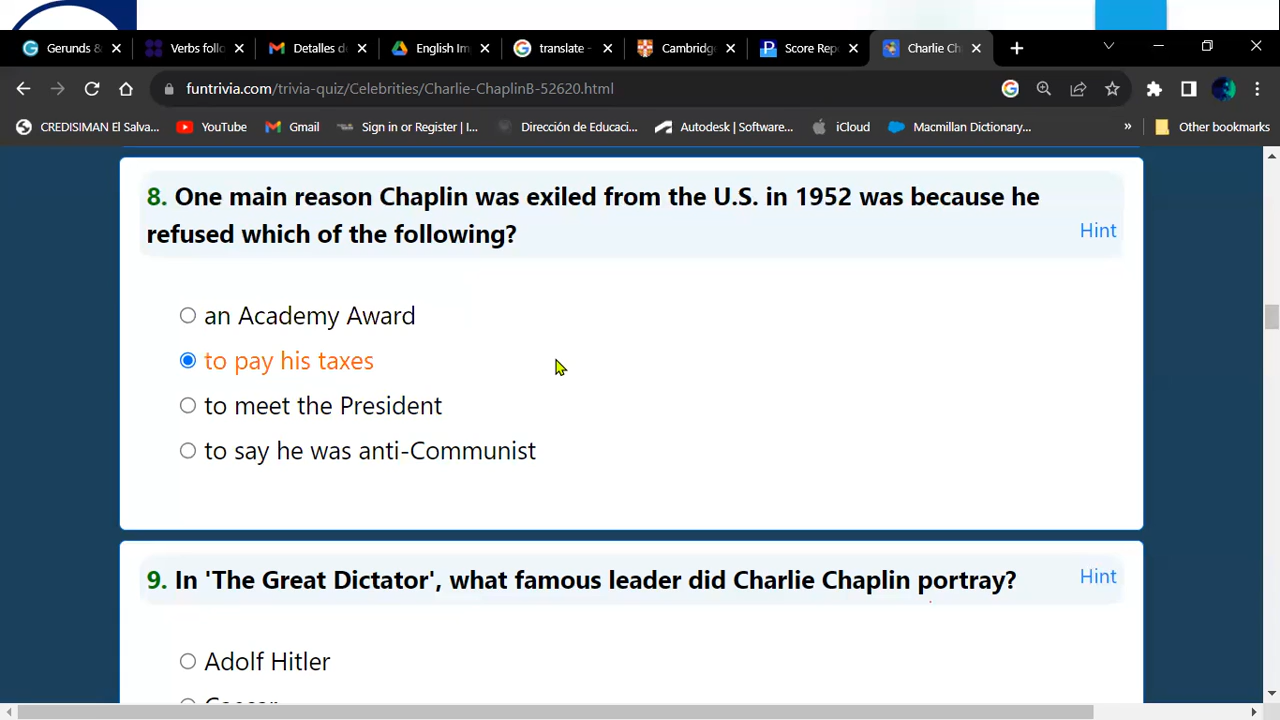 Gerunds &
Verbs follo
Detalles de
English Im
translate -
Cambridge
Score Rep
Charlie Ch
funtrivia.com/trivia-quiz/Celebrities/Charlie-ChaplinB-52620.html
CREDISIMAN El Salva...
YouTube
Gmail
Sign in or Register | I...
Dirección de Educaci...
Autodesk | Software...
iCloud
Macmillan Dictionary...
»
Other bookmarks
8. One main reason Chaplin was exiled from the U.S. in 1952 was because he
refused which of the following?
Hint
an Academy Award
to pay his taxes
to meet the President
to say he was anti-Communist
9. In 'The Great Dictator', what famous leader did Charlie Chaplin portray?
Hint
Adolf Hitler